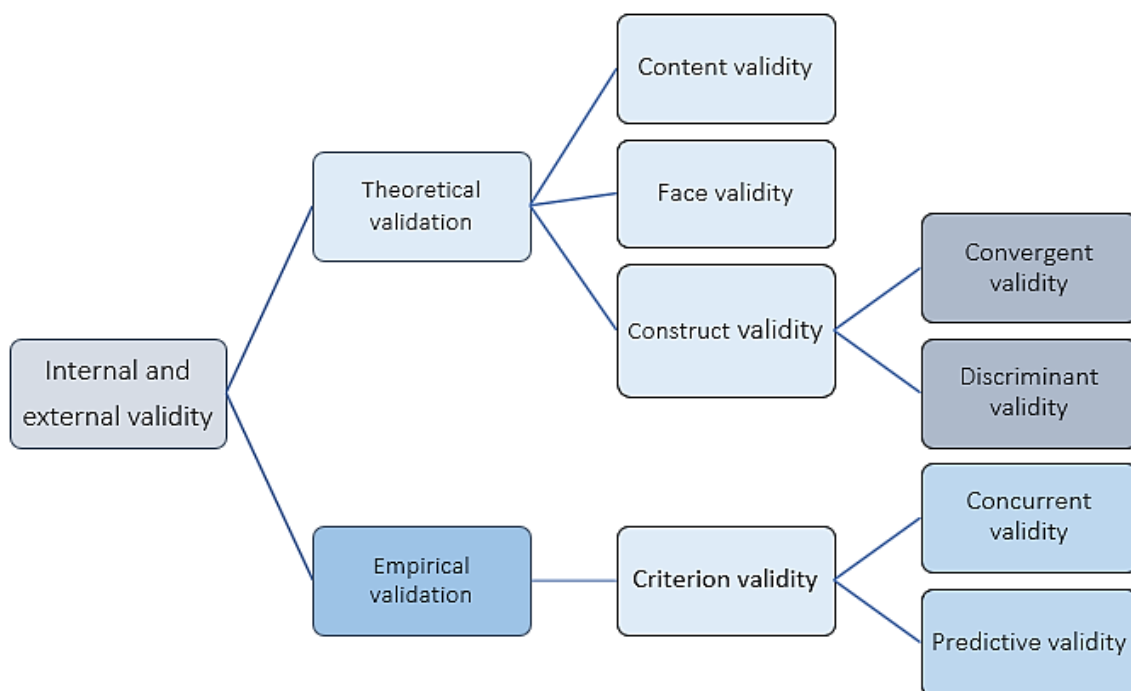 Content validity
Theoretical
validation
Face validity
Convergent
validity
Construct validity
Internal and
external validity
Discriminant
validity
Concurrent
validity
Empirical
validation
Criterion validity
Predictive validity